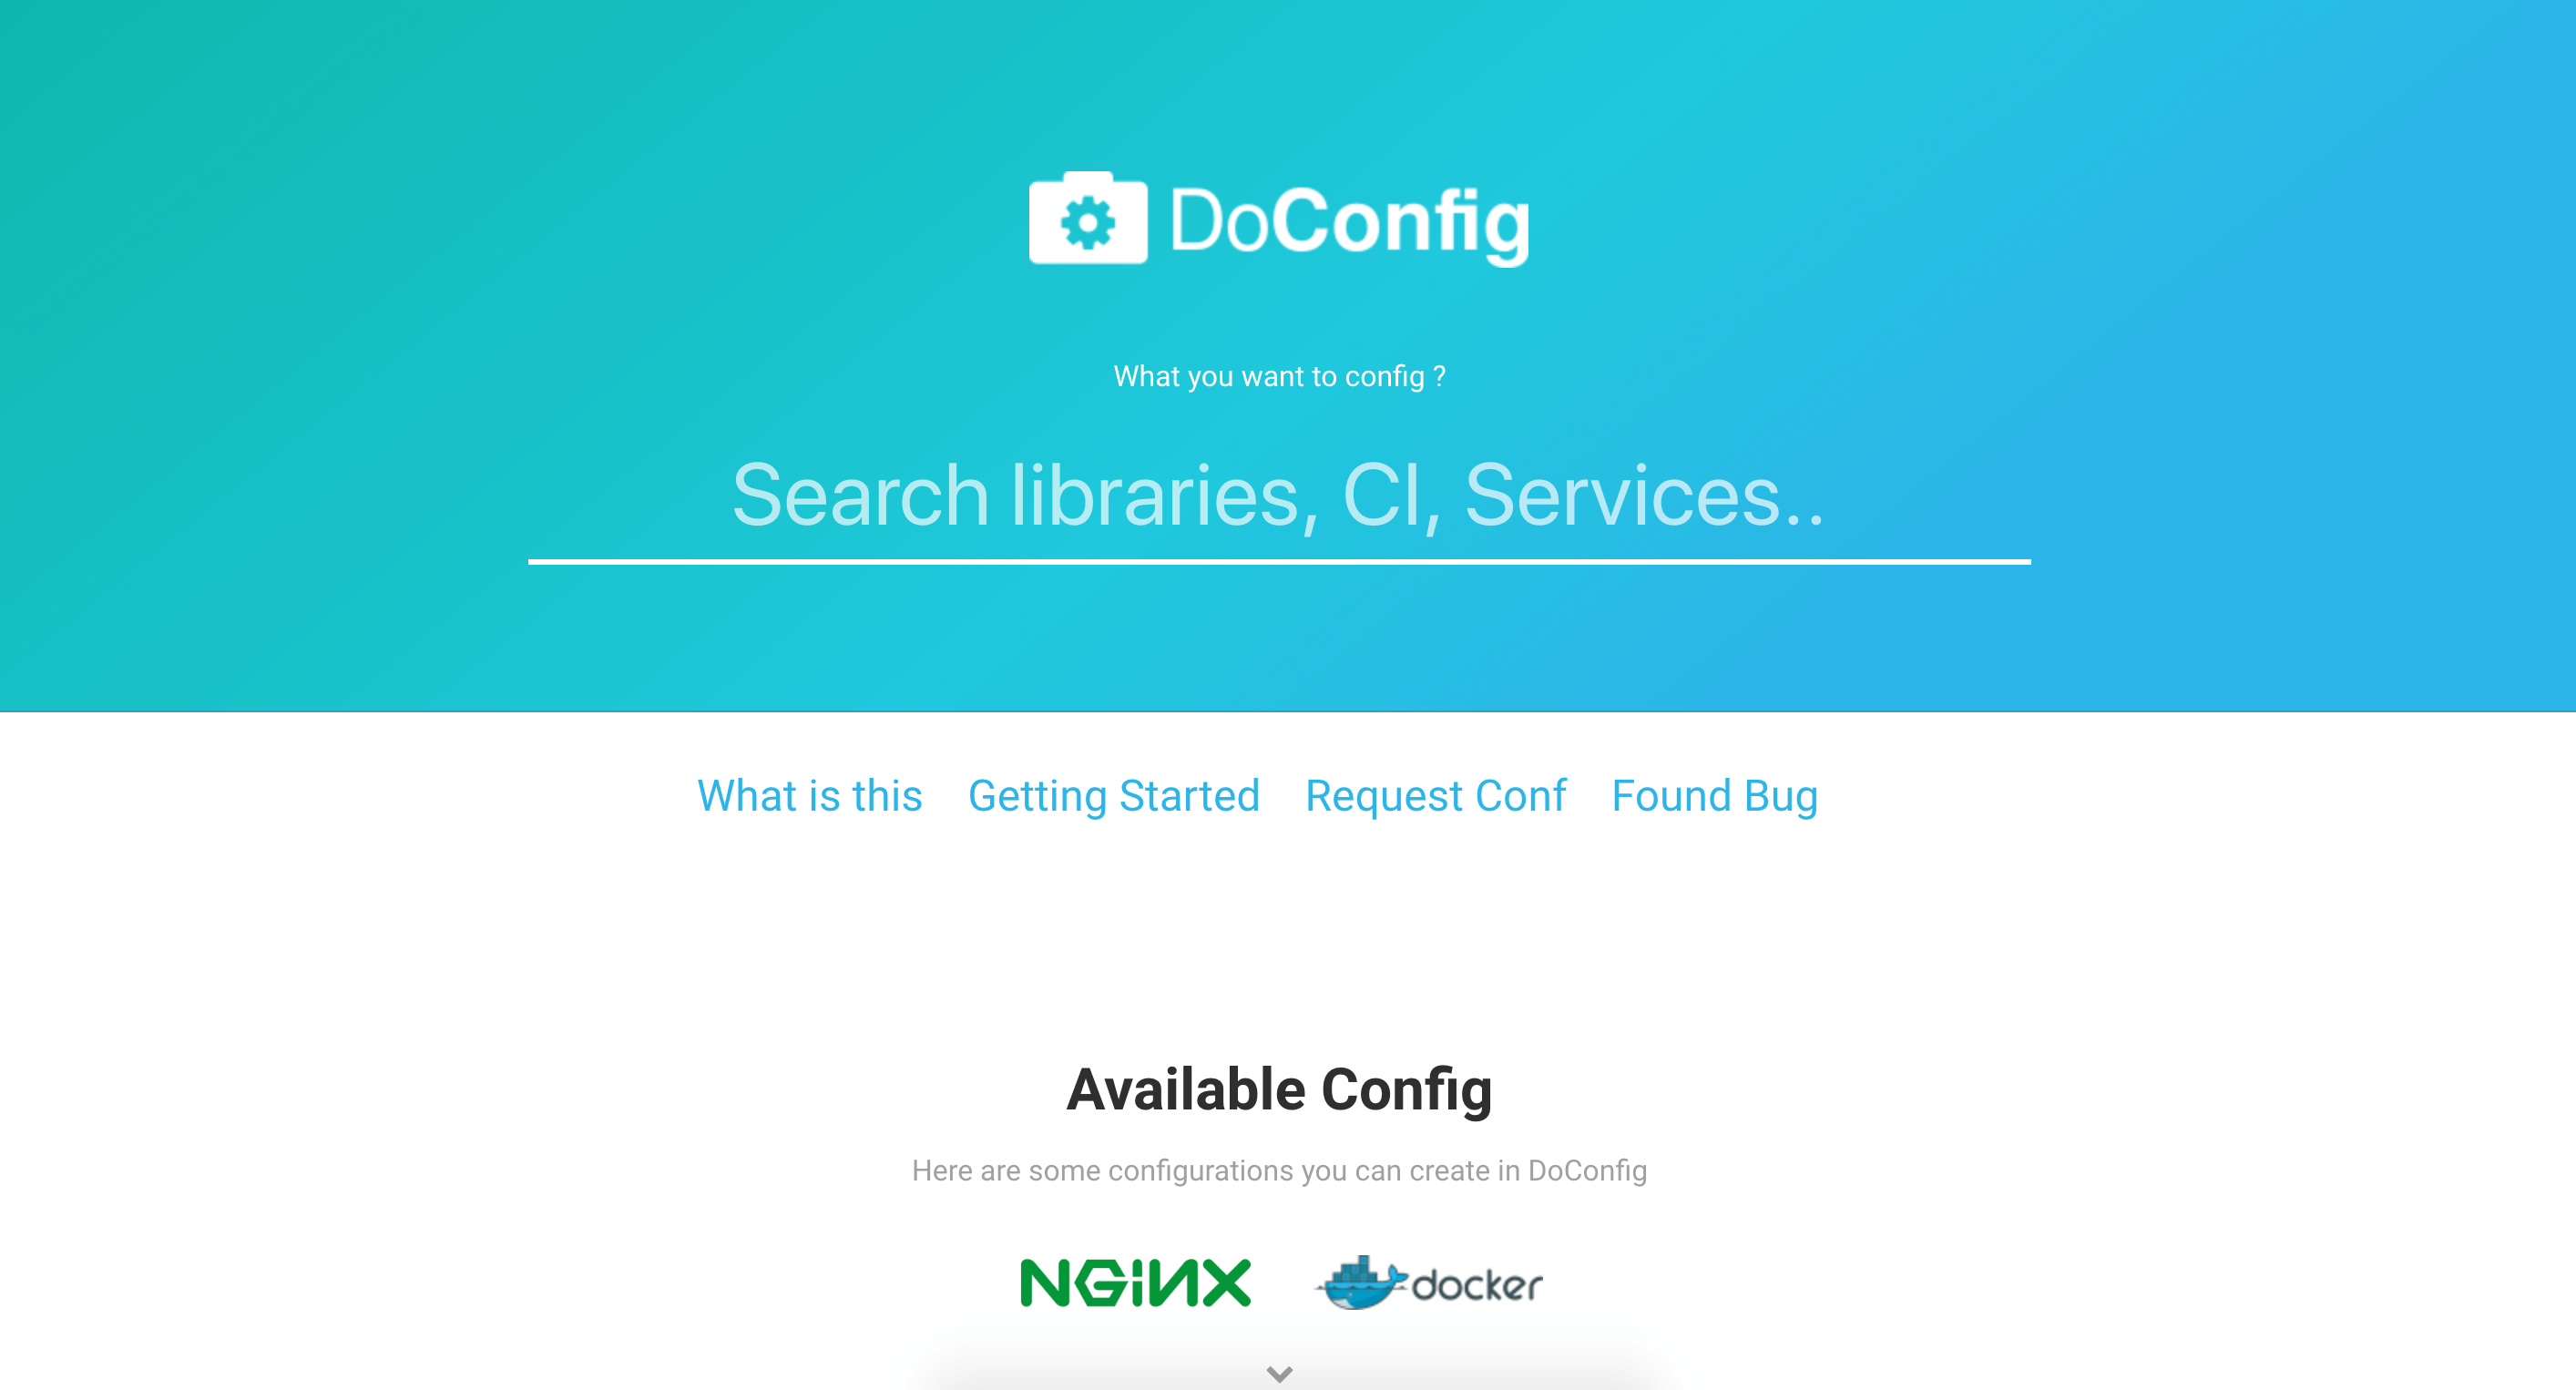 DoConfig
What you want to config ?
Search libraries, CI, Services..
What is this Getting Started Request Conf Found Bug
Available Config
Here are some configurations you can create in DoConfig
NGINX docker